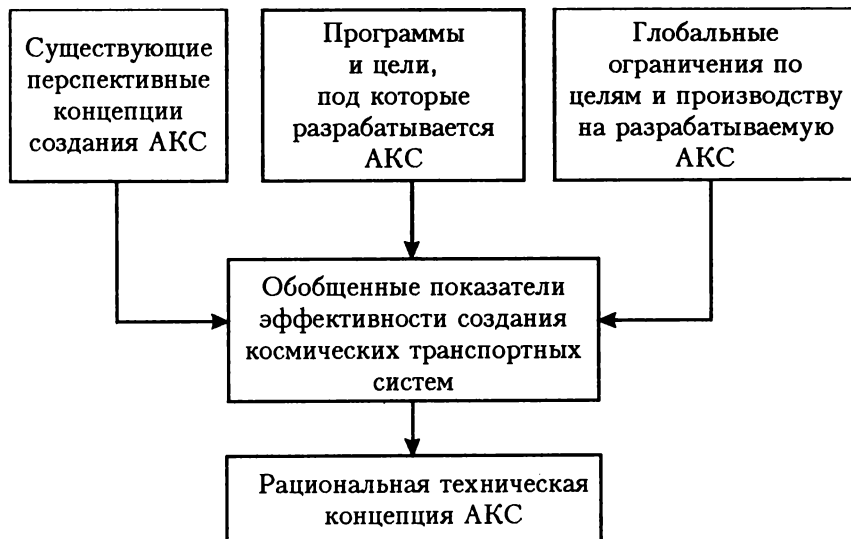 Существующие
перспективные
концепции
создания АКС
Программы
и цели,
под которые
разрабатывается
АКС
Глобальные
ограничения по
целям и производству
на разрабатываемую
АКС
Обобщенные показатели
эффективности создания
космических транспортных
систем
Рациональная техническая
концепция АКС